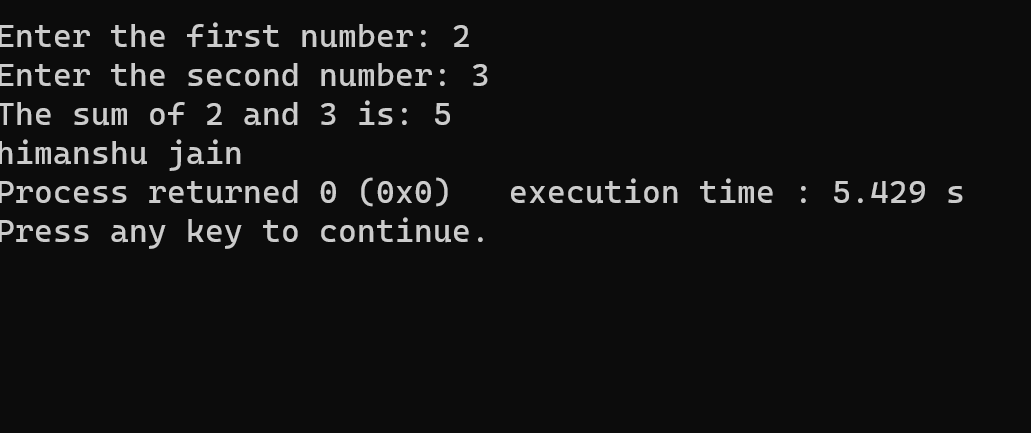 Enter the first number: 2
Enter the second number: 3
The sum of 2 and 3 is: 5
himanshu jain
Process returned 0 (0x0)   execution time : 5.429 s
Press any key to continue.